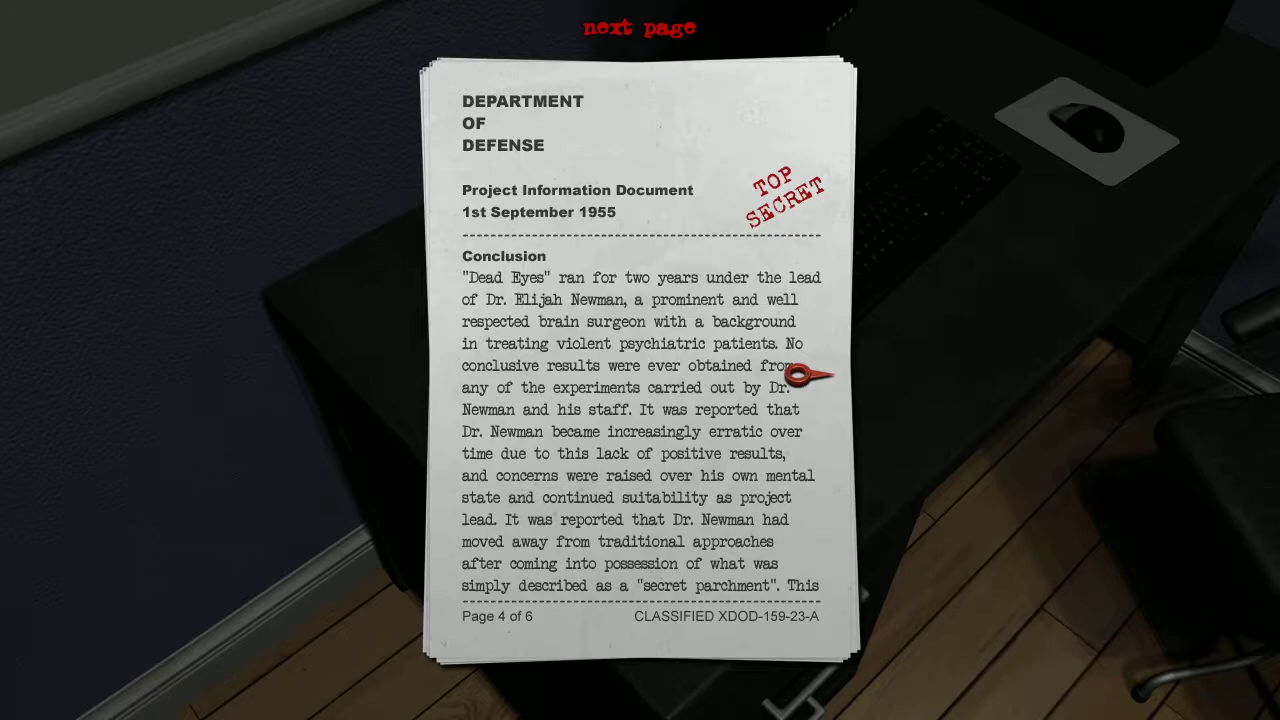 next page
DEPARTMENT
OF
DEFENSE
Project Information Document
1st September 1955
TOP
SECRET
Conclusion
"Dead Eyes" ran for two years under the lead
of Dr. Elijah Newman, a prominent and well
respected brain surgeon with a background
in treating violent psychiatric patients. No
conclusive results were ever obtained from
any of the experiments carried out by Dr.
Newman and his staff. It was reported that
Dr. Newman became increasingly erratic over
time due to this lack of positive results,
and concerns were raised over his own mental
state and continued suitability as project
lead. It was reported that Dr. Newman had
moved away from traditional approaches
after coming into possession of what was
simply described as a "secret parchment". This
Page 4 of 6
CLASSIFIED XDOD-159-23-A